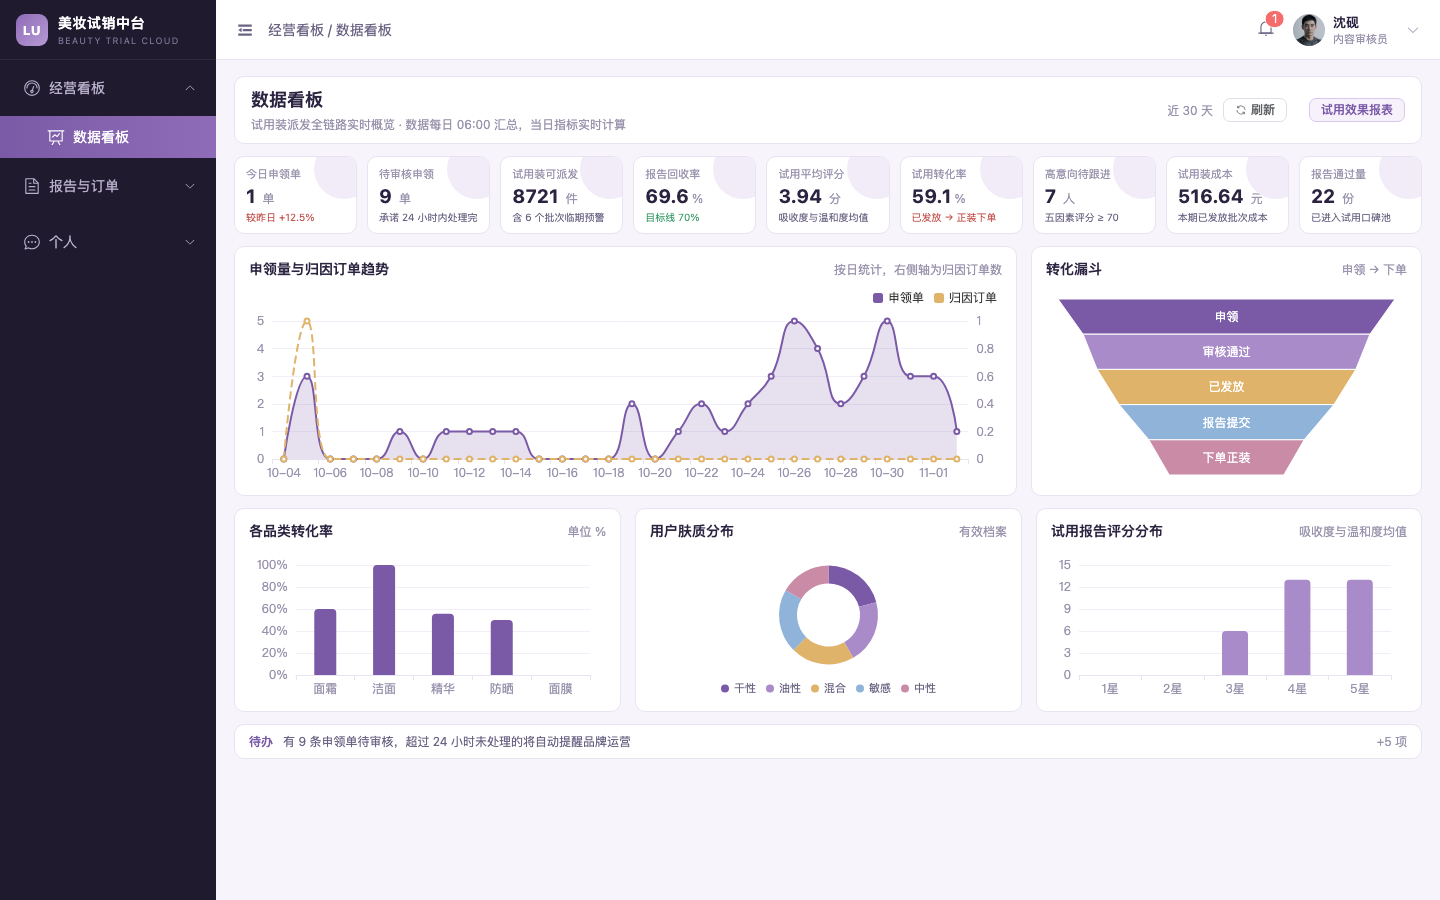 LU
美妆试销中台
BEAUTY TRIAL CLOUD
经营看板
数据看板
报告与订单
个人
经营看板 / 数据看板
1
沈砚
内容审核员
数据看板
试用装派发全链路实时概览 · 数据每日 06:00 汇总，当日指标实时计算
近 30 天
刷新
试用效果报表
今日申领单
1 单
较昨日 +12.5%
待审核申领
9 单
承诺 24 小时内处理完
试用装可派发
8721 件
含 6 个批次临期预警
报告回收率
69.6 %
目标线 70%
试用平均评分
3.94 分
吸收度与温和度均值
试用转化率
59.1 %
已发放 → 正装下单
高意向待跟进
7 人
五因素评分 ≥ 70
试用装成本
516.64 元
本期已发放批次成本
报告通过量
22 份
已进入试用口碑池
申领量与归因订单趋势
按日统计，右侧轴为归因订单数
申领单 归因订单
5 4 3 2 1 0
1 0.8 0.6 0.4 0.2 0
10-04 10-06 10-08 10-10 10-12 10-14 10-16 10-18 10-20 10-22 10-24 10-26 10-28 10-30 11-01
转化漏斗
申领 → 下单
申领
审核通过
已发放
报告提交
下单正装
各品类转化率
单位 %
100%
80%
60%
40%
20%
0%
面霜 洁面 精华 防晒 面膜
用户肤质分布
有效档案
干性 油性 混合 敏感 中性
试用报告评分分布
吸收度与温和度均值
15
12
9
6
3
0
1星 2星 3星 4星 5星
待办 有 9 条申领单待审核，超过 24 小时未处理的将自动提醒品牌运营
+5 项